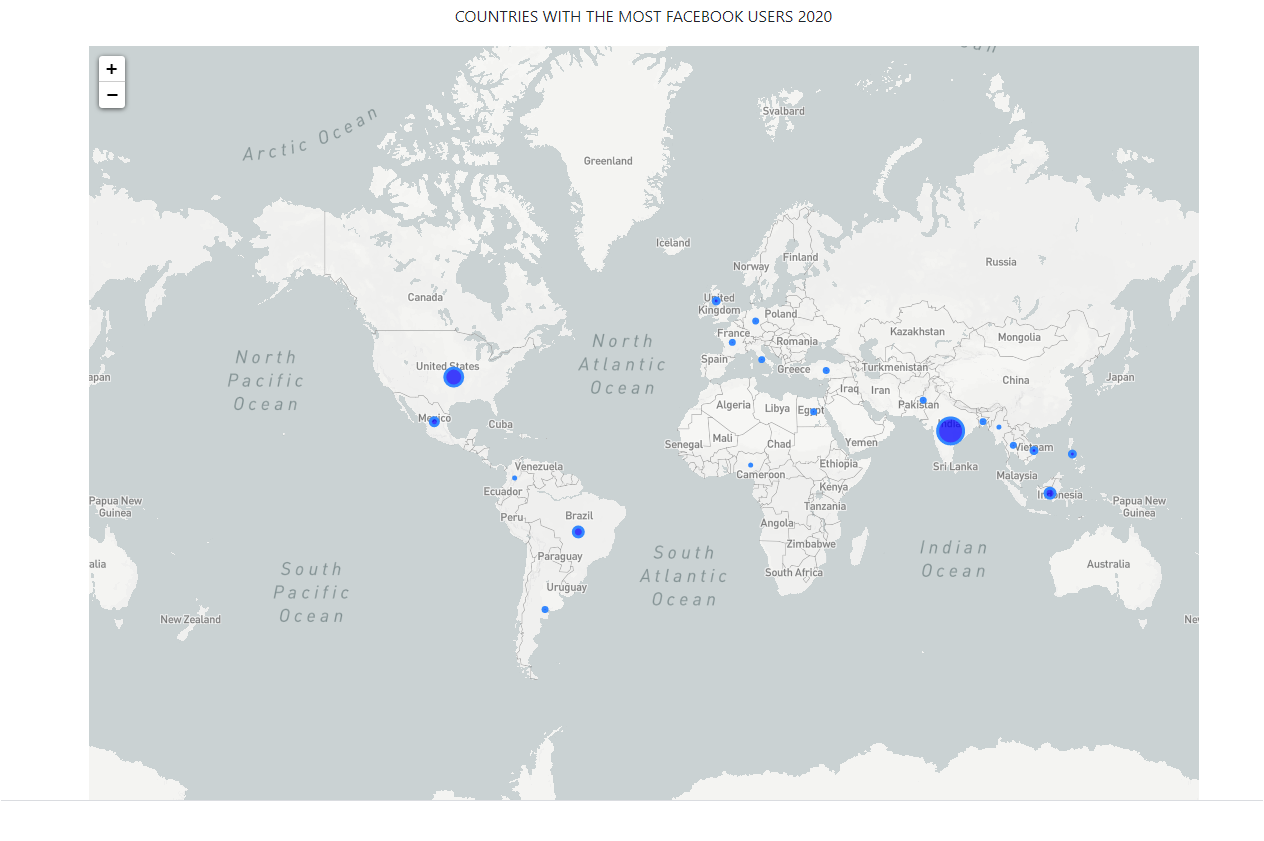 COUNTRIES WITH THE MOST FACEBOOK USERS 2020
+
−
Arctic Ocean
Svalbard
Greenland
Iceland
Finland
Norway
Russia
Canada
United
Kingdom
Poland
France
Romania
Kazakhstan
Mongolia
North
Pacific
Ocean
North
Atlantic
Ocean
United States
Spain
Greece
Turkmenistan
China
Japan
apan
Iraq
Iran
Pakistan
Algeria
Libya
Egypt
Mexico
Cuba
India
Senegal
Mali
Chad
Yemen
Vietnam
Venezuela
Cameroon
Ethiopia
Sri Lanka
Malaysia
Ecuador
Kenya
Indonesia
Papua New
Guinea
Papua New
Guinea
Tanzania
Peru
Brazil
Angola
Zimbabwe
Paraguay
South
Atlantic
Ocean
Indian
Ocean
alia
South
Pacific
Ocean
South Africa
Australia
Uruguay
New Zealand
Ne